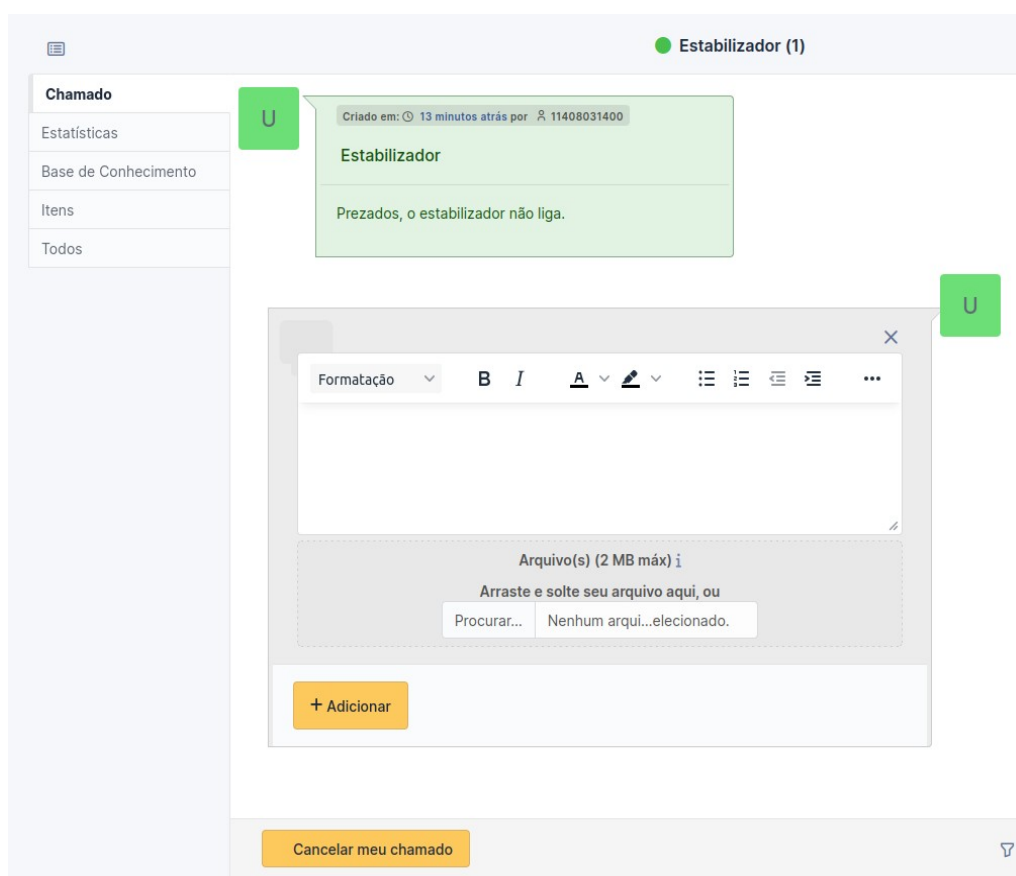 Estabilizador (1)
Chamado
Estatísticas
Base de Conhecimento
Itens
Todos
U
Criado em: 13 minutos atrás por 11408031400
Estabilizador
Prezados, o estabilizador não liga.
U
Formatação B I A
Arquivo(s) (2 MB máx) i
Arraste e solte seu arquivo aqui, ou
Procurar... Nenhum arqui...elecionado.
+ Adicionar
Cancelar meu chamado